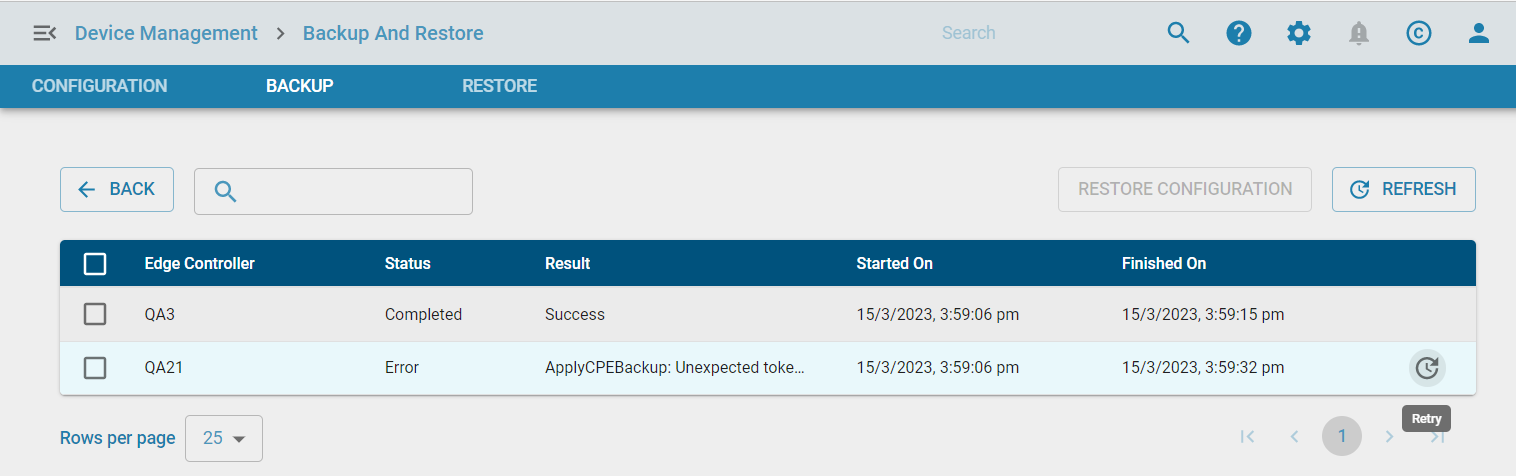 Device Management > Backup And Restore Search
CONFIGURATION BACKUP RESTORE
BACK RESTORE CONFIGURATION REFRESH
Edge Controller Status Result Started On Finished On
QA3 Completed Success 15/3/2023, 3:59:06 pm 15/3/2023, 3:59:15 pm
QA21 Error ApplyCPEBackup: Unexpected toke... 15/3/2023, 3:59:06 pm 15/3/2023, 3:59:32 pm
Retry
Rows per page 25 1